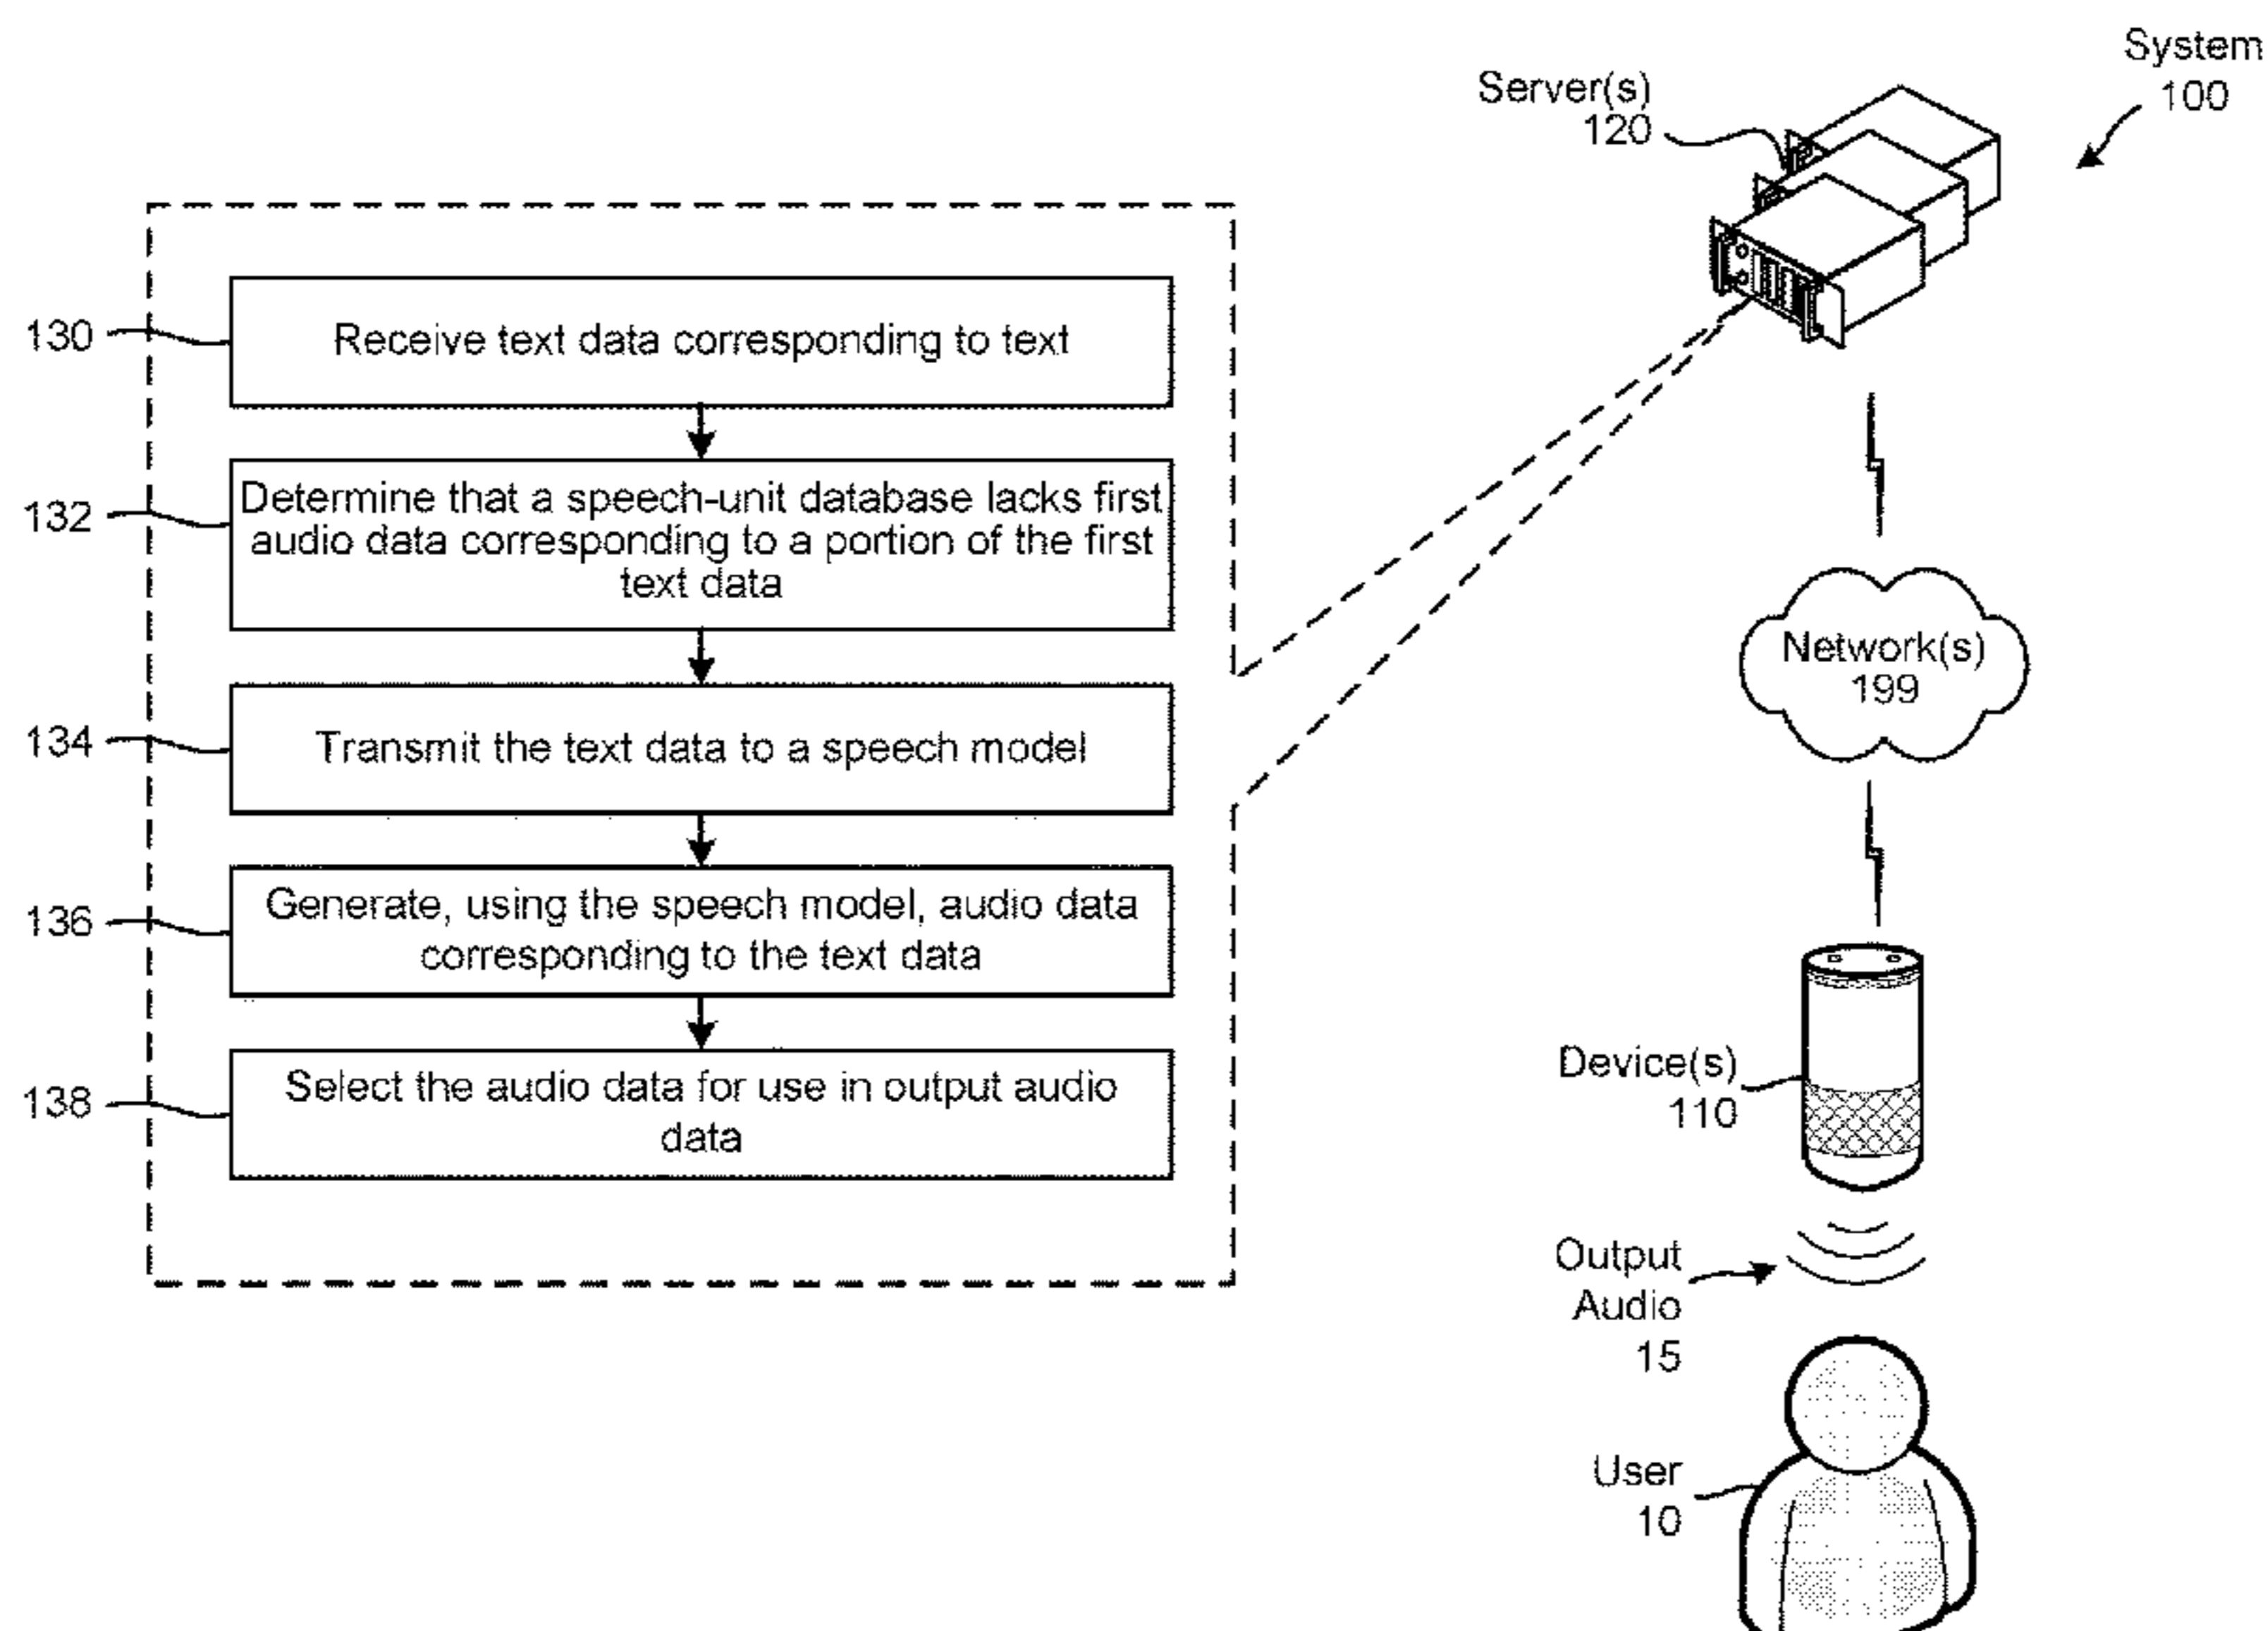 System
100
Server(s)
120
130
Receive text data corresponding to text
132
Determine that a speech-unit database lacks first
audio data corresponding to a portion of the first
text data
134
Transmit the text data to a speech model
136
Generate, using the speech model, audio data
corresponding to the text data
138
Select the audio data for use in output audio
data
Network(s)
199
Device(s)
110
Output
Audio
15
User
10